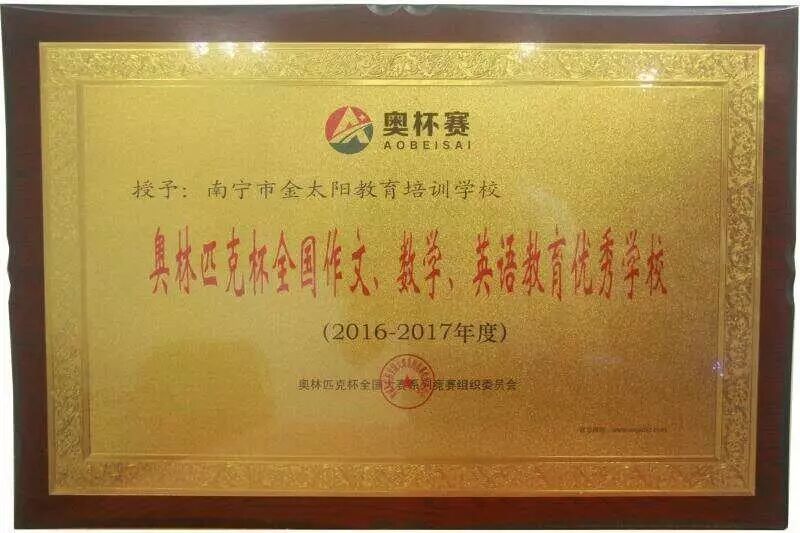 奥杯赛
AOBEISAI
授予：南宁市金太阳教育培训学校
奥林匹克杯全国作文、数学、英语教育优秀学校
(2016-2017年度)
奥林匹克杯全国大赛系列竞赛组织委员会